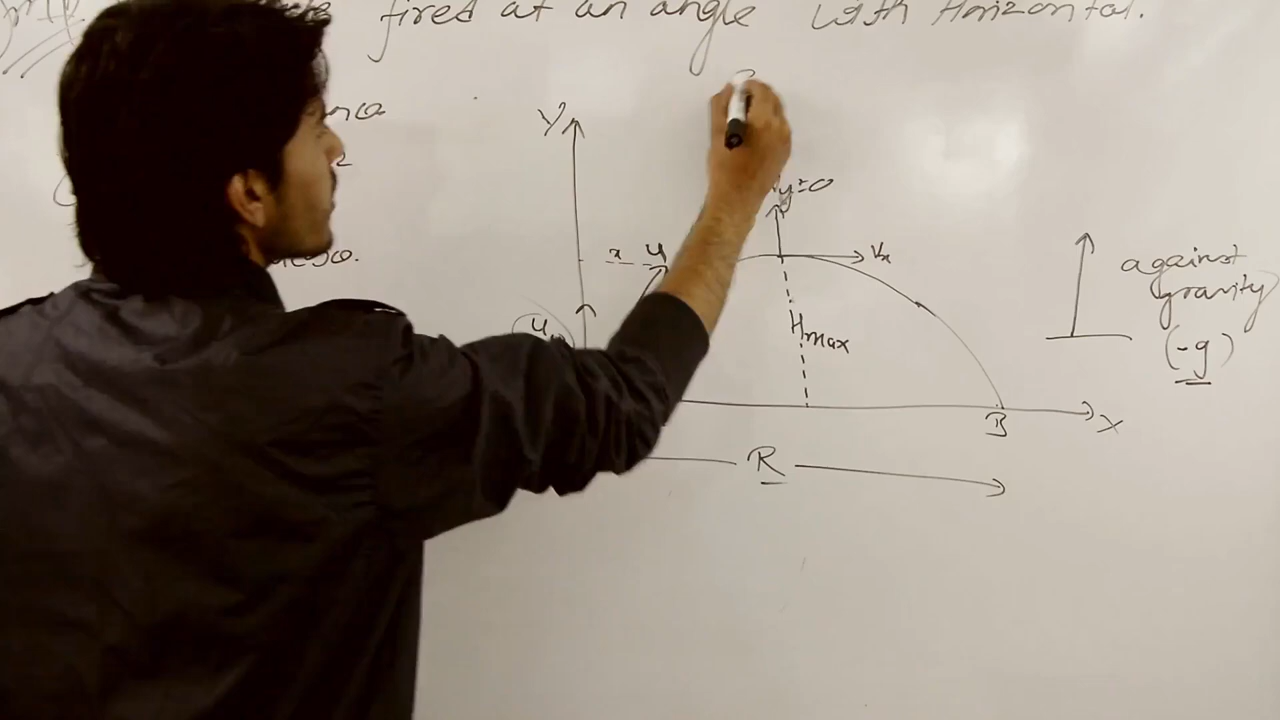 fired at an angle with Horizontal.
Y
Vy=0
x u
Vx
against
gravity
(-g)
Hmax
B
X
R